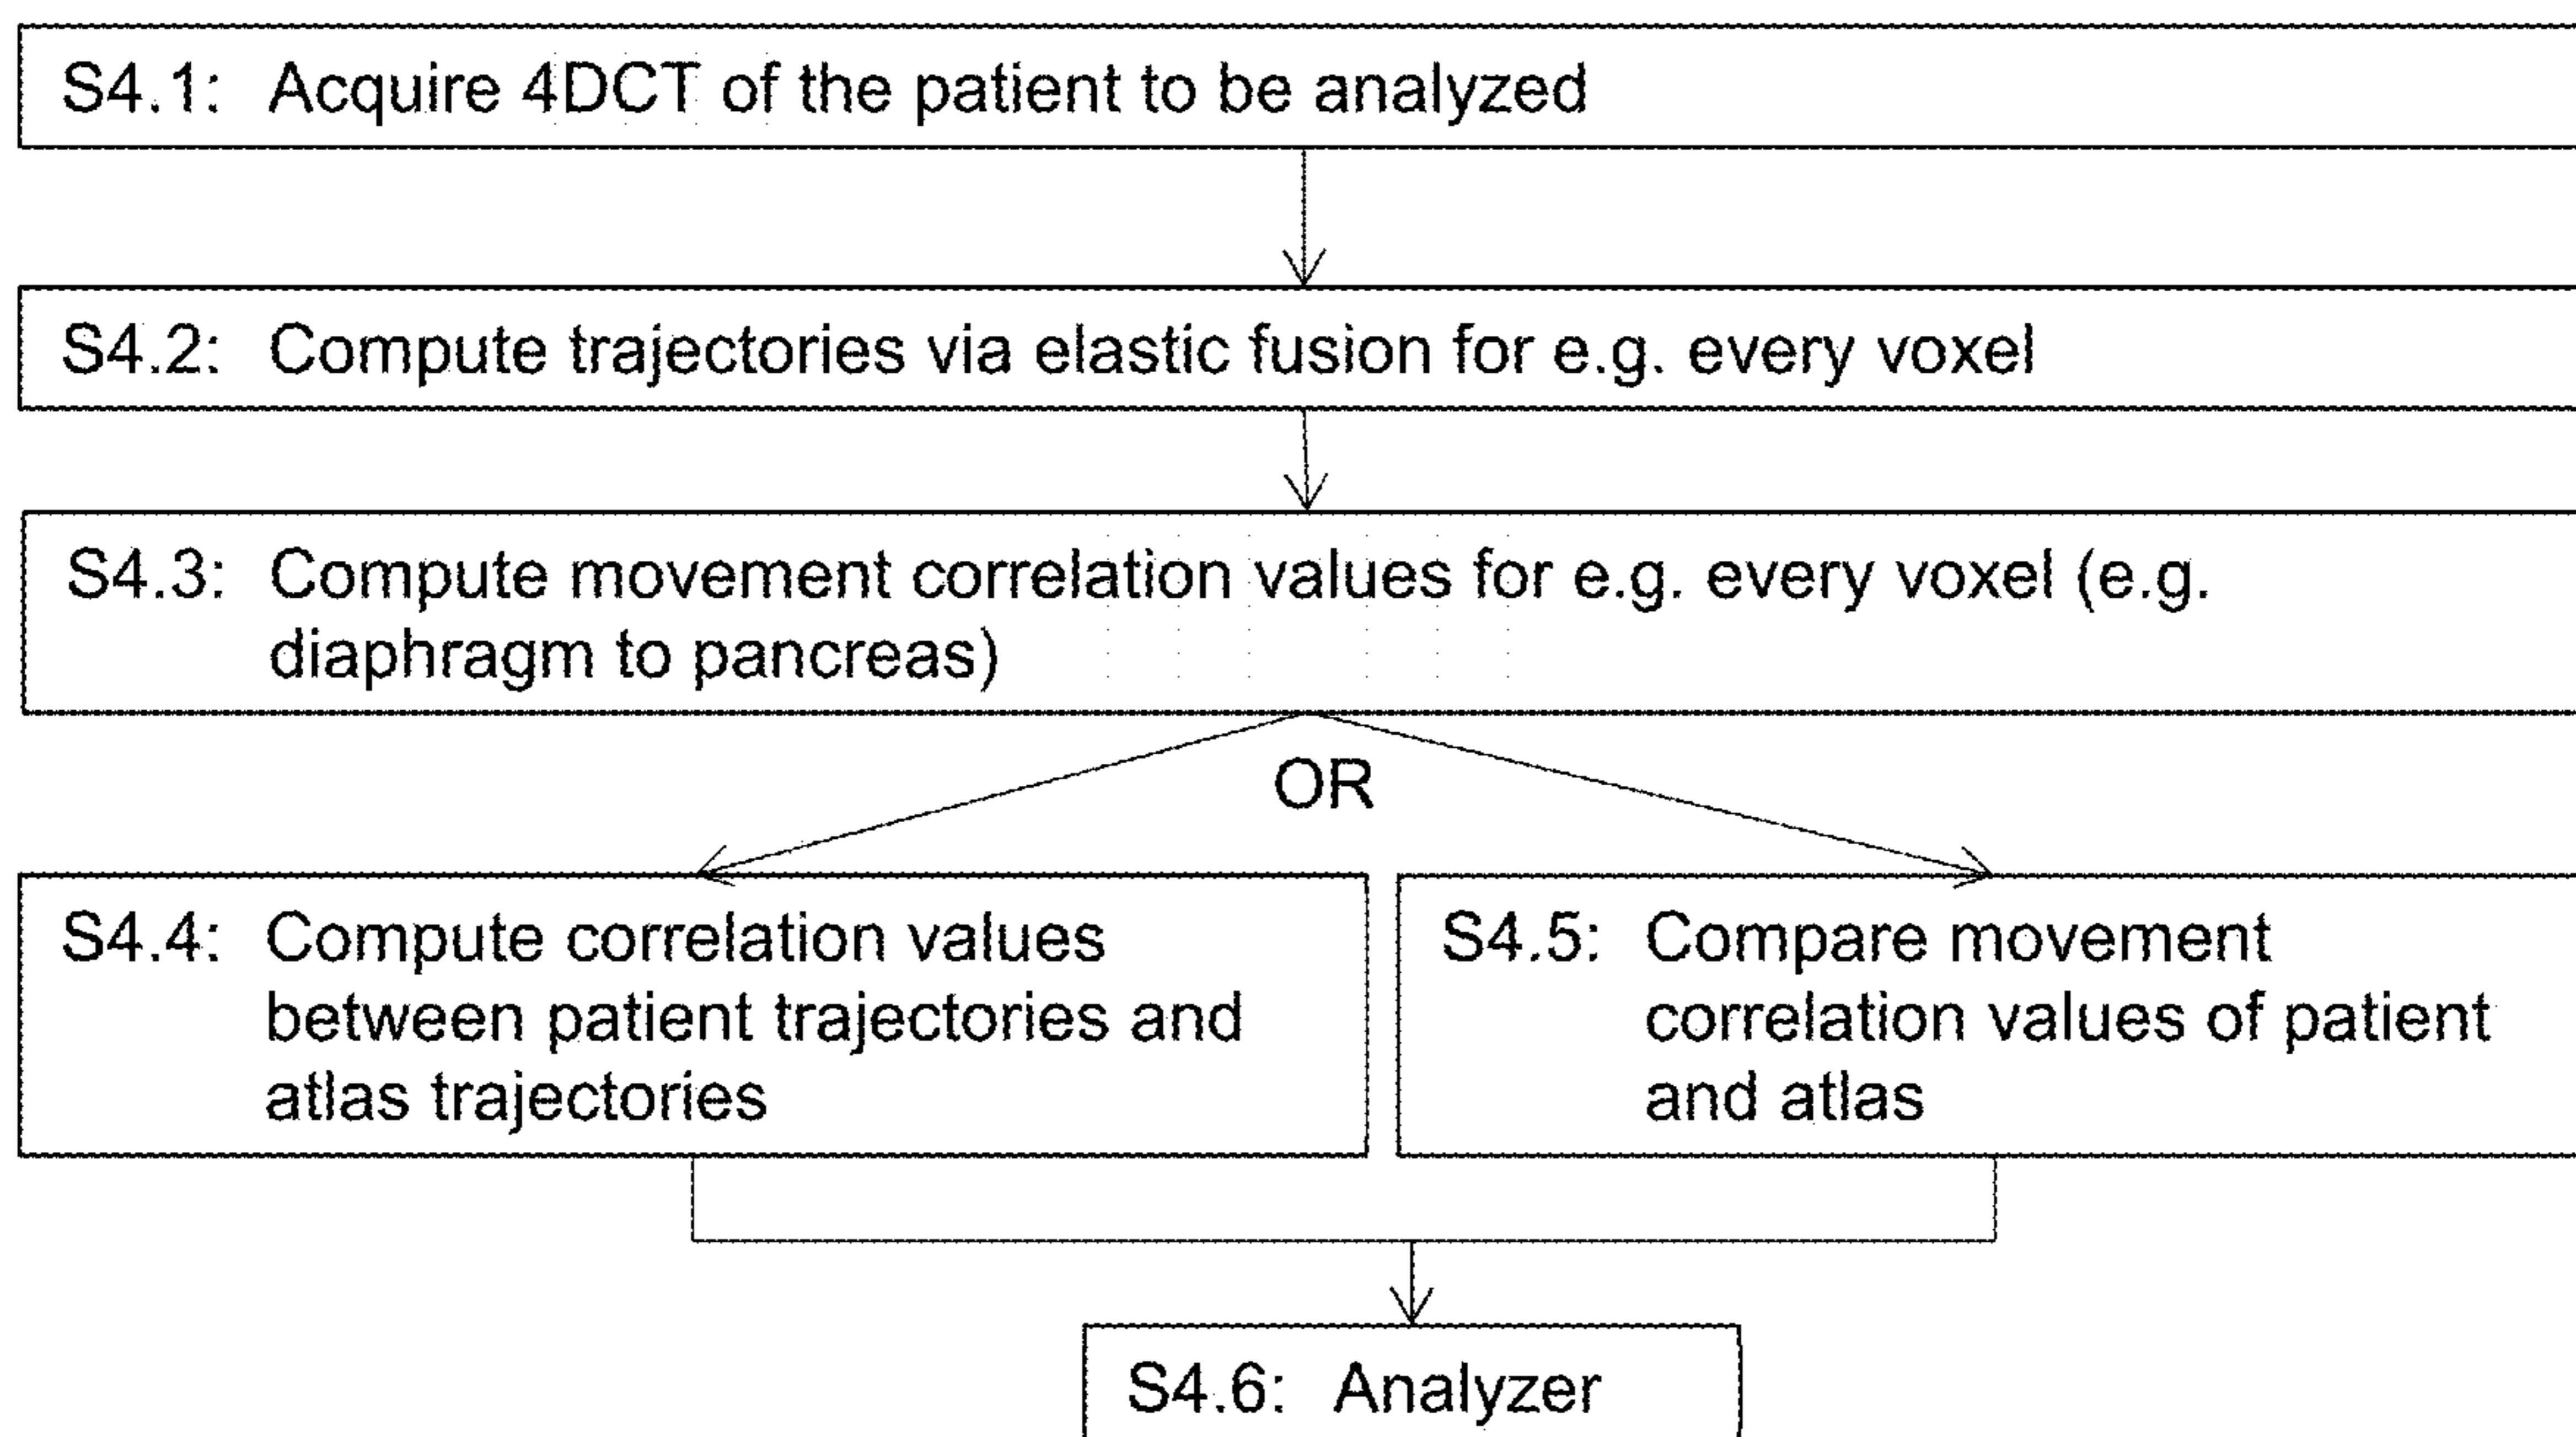 S4.1: Acquire 4DCT of the patient to be analyzed
S4.2: Compute trajectories via elastic fusion for e.g. every voxel
S4.3: Compute movement correlation values for e.g. every voxel (e.g.
diaphragm to pancreas)
OR
S4.4: Compute correlation values
between patient trajectories and
atlas trajectories
S4.5: Compare movement
correlation values of patient
and atlas
S4.6: Analyzer